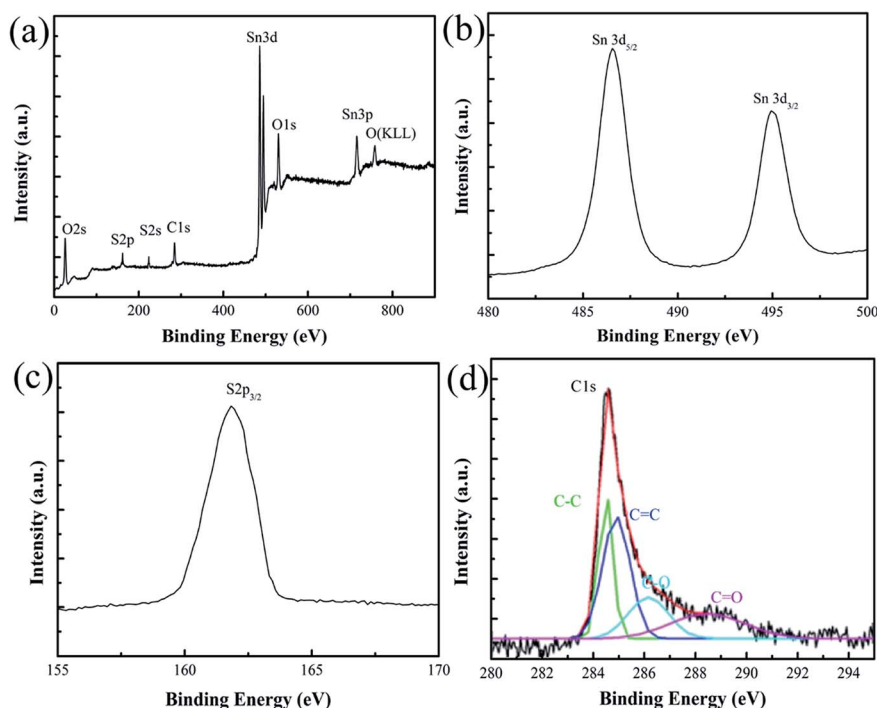 (a)
Sn3d
O1s
Sn3p
O(KLL)
O2s
S2p
S2s
C1s
Intensity (a.u.)
0 200 400 600 800
Binding Energy (eV)
(b)
Sn 3d5/2
Sn 3d3/2
Intensity (a.u.)
480 485 490 495 500
Binding Energy (eV)
(c)
S2p3/2
Intensity (a.u.)
155 160 165 170
Binding Energy (eV)
(d)
C1s
C-C
C=C
C-O
C=O
Intensity (a.u.)
280 282 284 286 288 290 292 294
Binding Energy (eV)